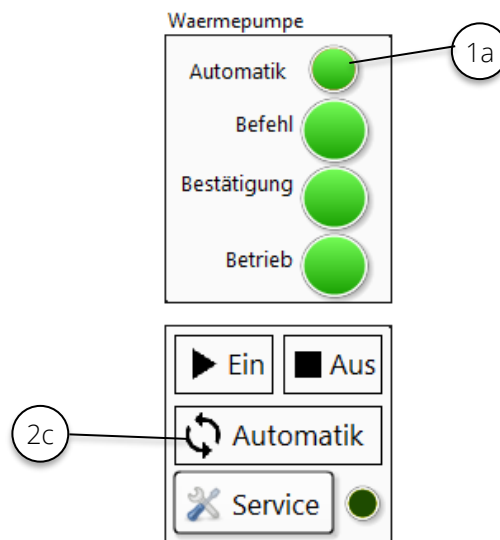 Waermepumpe
1a
Automatik
Befehl
Bestätigung
Betrieb
Ein
Aus
2c
Automatik
Service